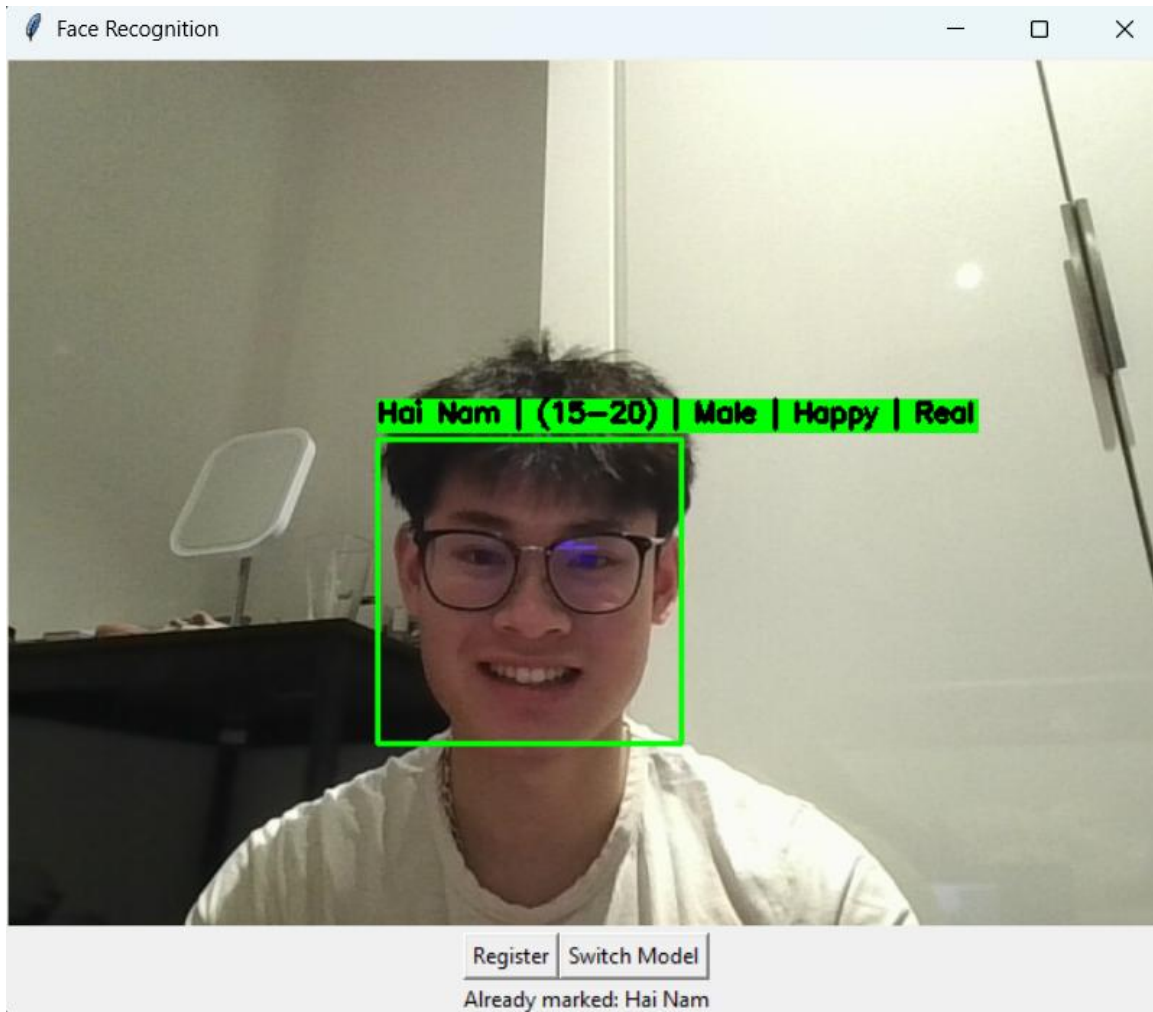 Face Recognition
Hai Nam | (15-20) | Male | Happy | Real
Register
Switch Model
Already marked: Hai Nam